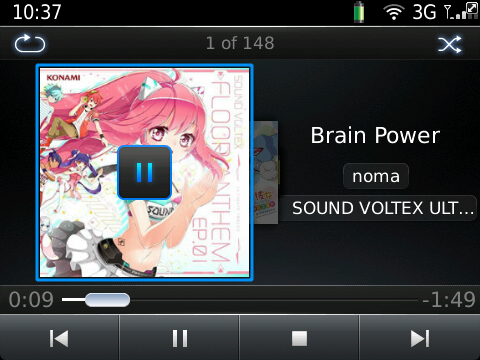 10:37
3G
1 of 148
KONAMI
SOUND VOLTEX
FLOOR ANTHEM
EP.01
SOUND
Brain Power
noma
SOUND VOLTEX ULT...
0:09
-1:49